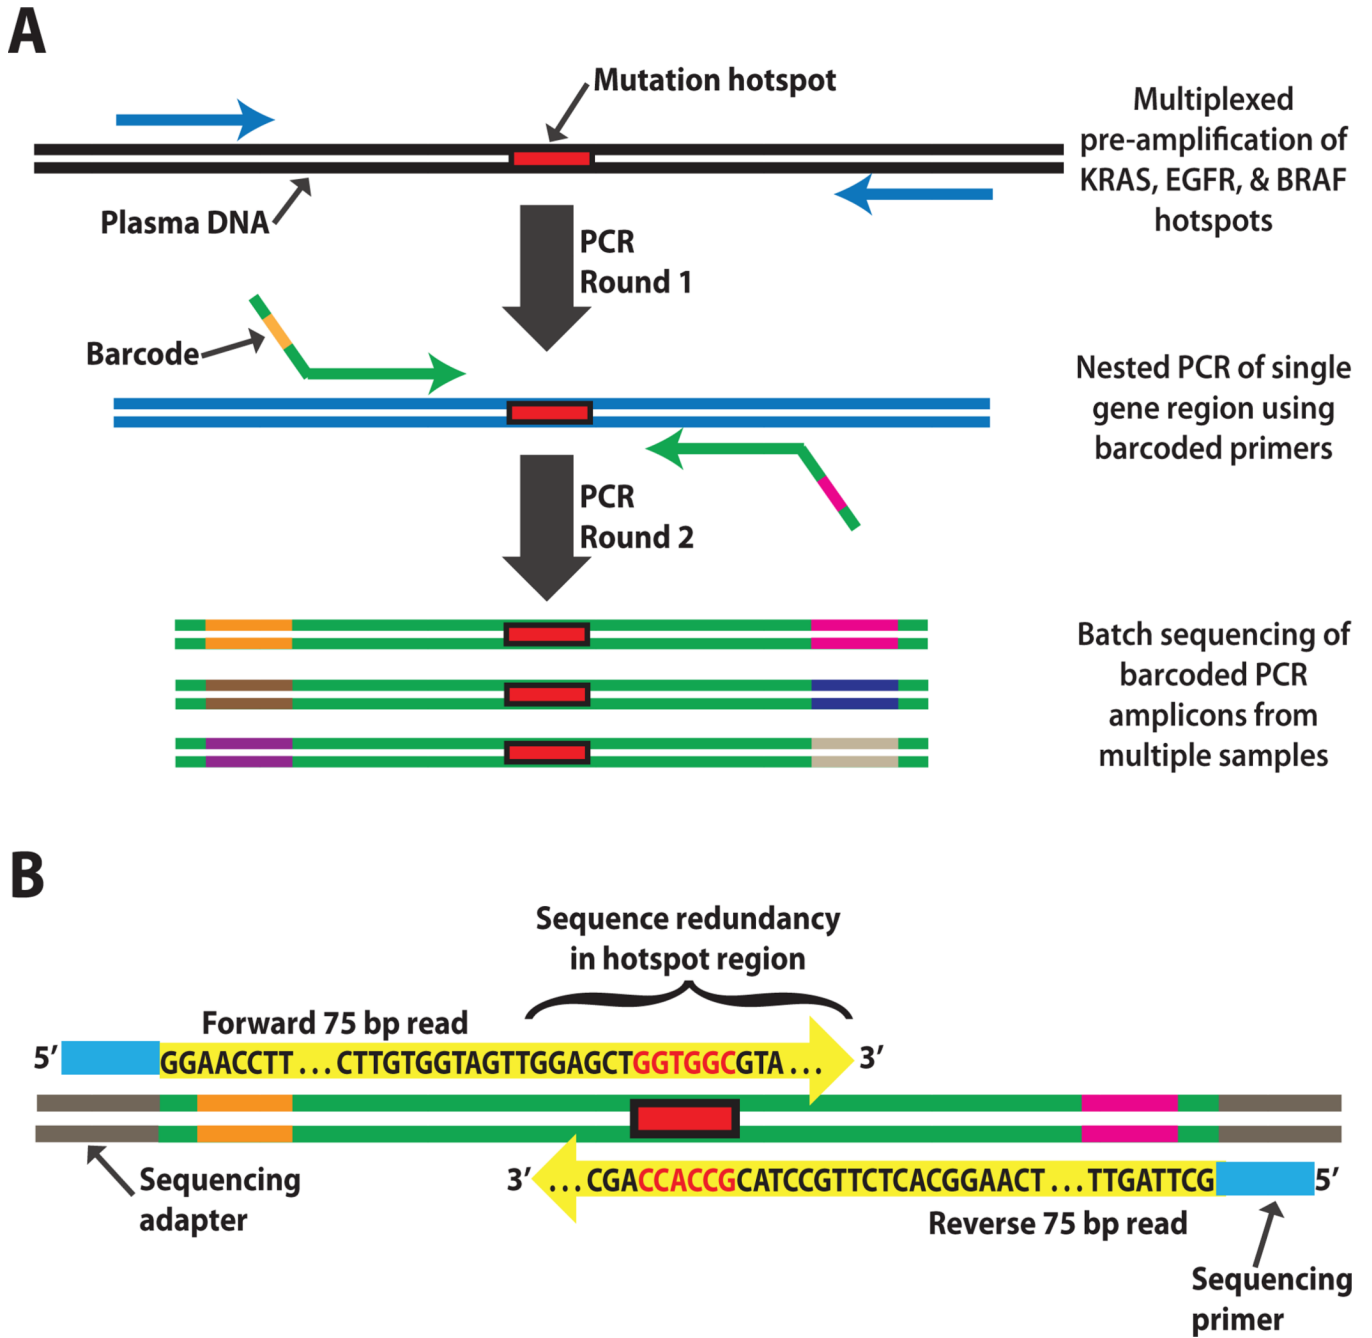 A
Mutation hotspot
Multiplexed
pre-amplification of
KRAS, EGFR, & BRAF
hotspots
Plasma DNA
PCR
Round 1
Barcode
Nested PCR of single
gene region using
barcoded primers
PCR
Round 2
Batch sequencing of
barcoded PCR
amplicons from
multiple samples
B
Sequence redundancy
in hotspot region
Forward 75 bp read
5′ GGAACCTT...CTTGTGGTAGTTGGAGCTGGTGGCGTA... 3′
3′ ...CGACCACCGCATCCGTTCTCACGGAACT...TTGATTCG 5′
Sequencing
adapter
Reverse 75 bp read
Sequencing
primer